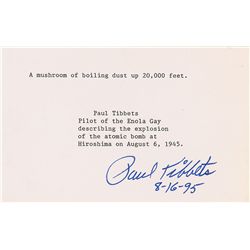 A mushroom of boiling dust up 20,000 feet.
Paul Tibbets
Pilot of the Enola Gay
describing the explosion
of the atomic bomb at
Hiroshima on August 6, 1945.
Paul Tibbets
8-16-95